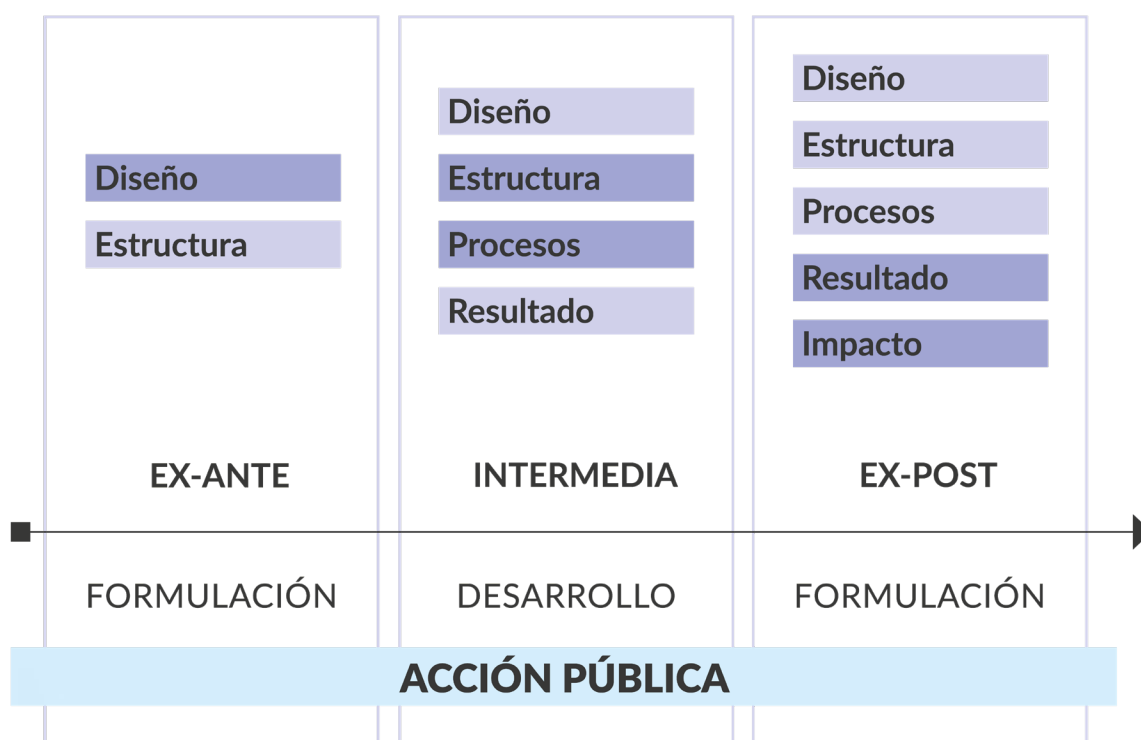 Diseño
Estructura
EX-ANTE
FORMULACIÓN
Diseño
Estructura
Procesos
Resultado
INTERMEDIA
DESARROLLO
Diseño
Estructura
Procesos
Resultado
Impacto
EX-POST
FORMULACIÓN
ACCIÓN PÚBLICA